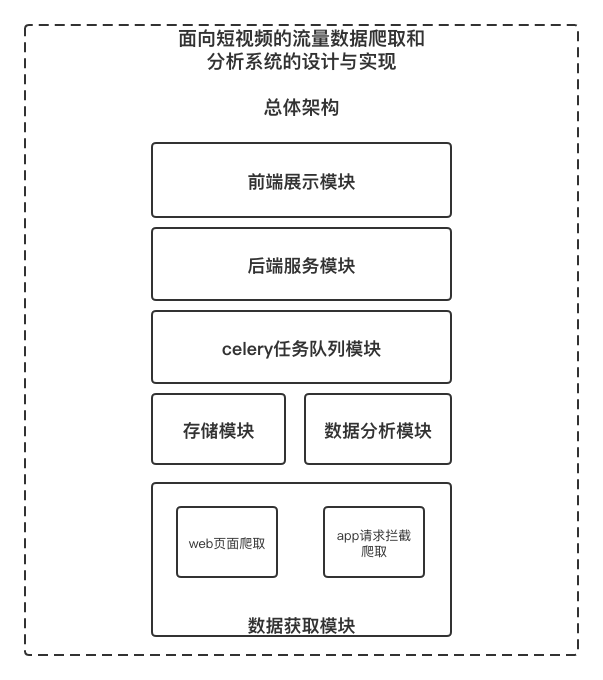 面向短视频的流量数据爬取和
分析系统的设计与实现
总体架构
前端展示模块
后端服务模块
celery任务队列模块
存储模块
数据分析模块
web页面爬取
app请求拦截
爬取
数据获取模块